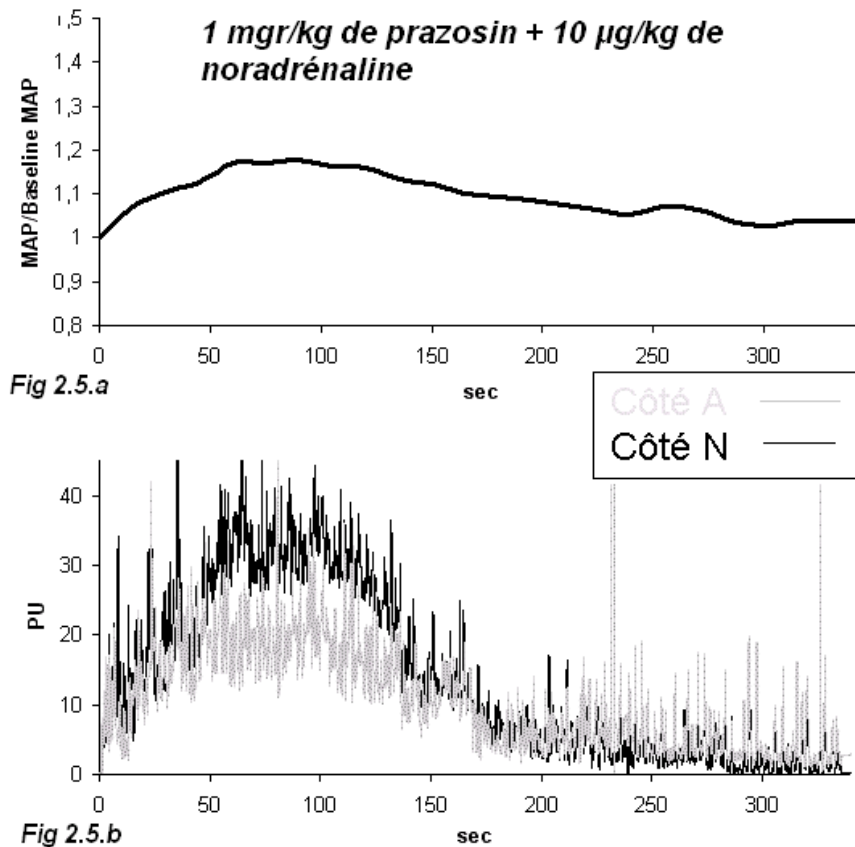 1 mgr/kg de prazosin + 10 µg/kg de
noradrénaline
MAP/Baseline MAP
1,5
1,4
1,3
1,2
1,1
1
0,9
0,8
0 50 100 150 200 250 300
sec
Fig 2.5.a
Côté A
Côté N
PU
40
30
20
10
0
0 50 100 150 200 250 300
sec
Fig 2.5.b